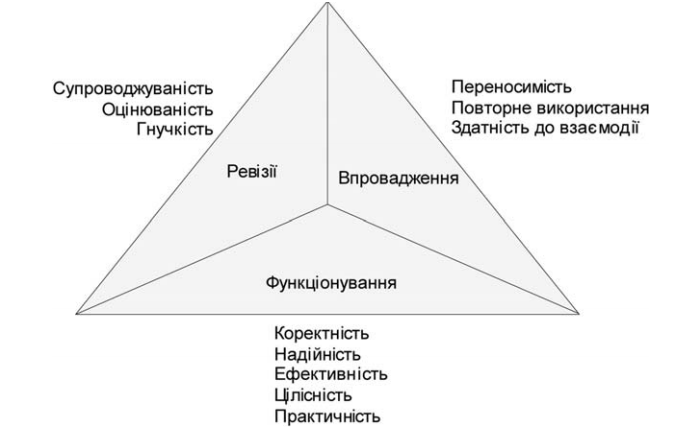 Супроводжуваність
Оцінюваність
Гнучкість
Переносимість
Повторне використання
Здатність до взаємодії
Ревізії
Впровадження
Функціонування
Коректність
Надійність
Ефективність
Цілісність
Практичність